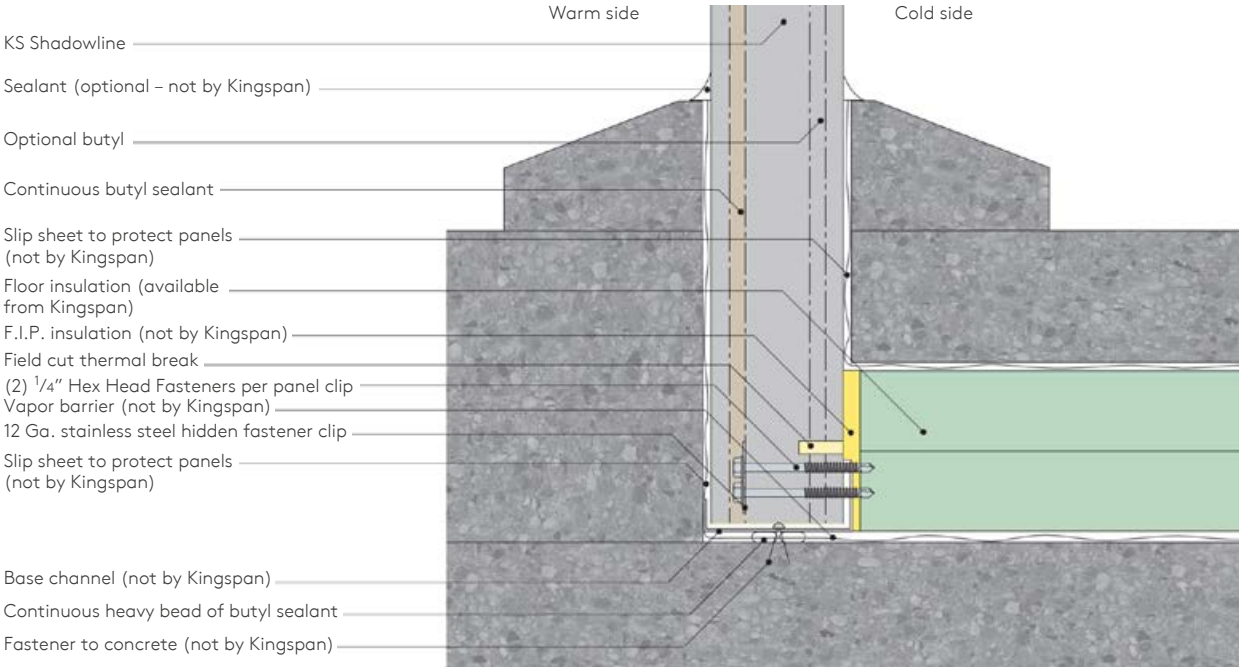 Warm side
Cold side
KS Shadowline
Sealant (optional – not by Kingspan)
Optional butyl
Continuous butyl sealant
Slip sheet to protect panels
(not by Kingspan)
Floor insulation (available
from Kingspan)
F.I.P. insulation (not by Kingspan)
Field cut thermal break
(2) 1/4" Hex Head Fasteners per panel clip
Vapor barrier (not by Kingspan)
12 Ga. stainless steel hidden fastener clip
Slip sheet to protect panels
(not by Kingspan)
Base channel (not by Kingspan)
Continuous heavy bead of butyl sealant
Fastener to concrete (not by Kingspan)